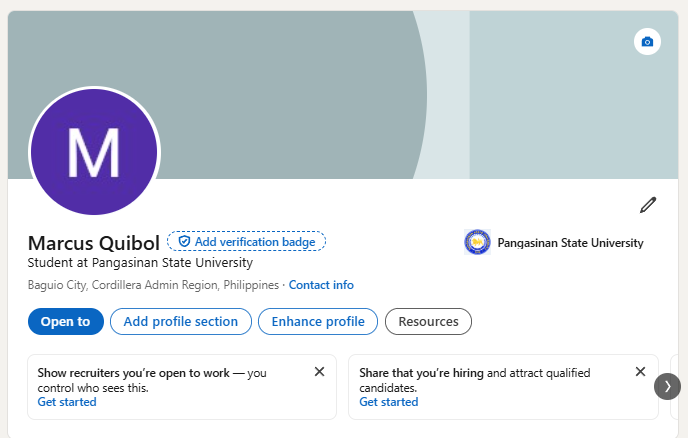 M
Marcus Quibol
Add verification badge
Pangasinan State University
Student at Pangasinan State University
Baguio City, Cordillera Admin Region, Philippines · Contact info
Open to
Add profile section
Enhance profile
Resources
Show recruiters you’re open to work — you
control who sees this.
Get started
Share that you’re hiring and attract qualified
candidates.
Get started